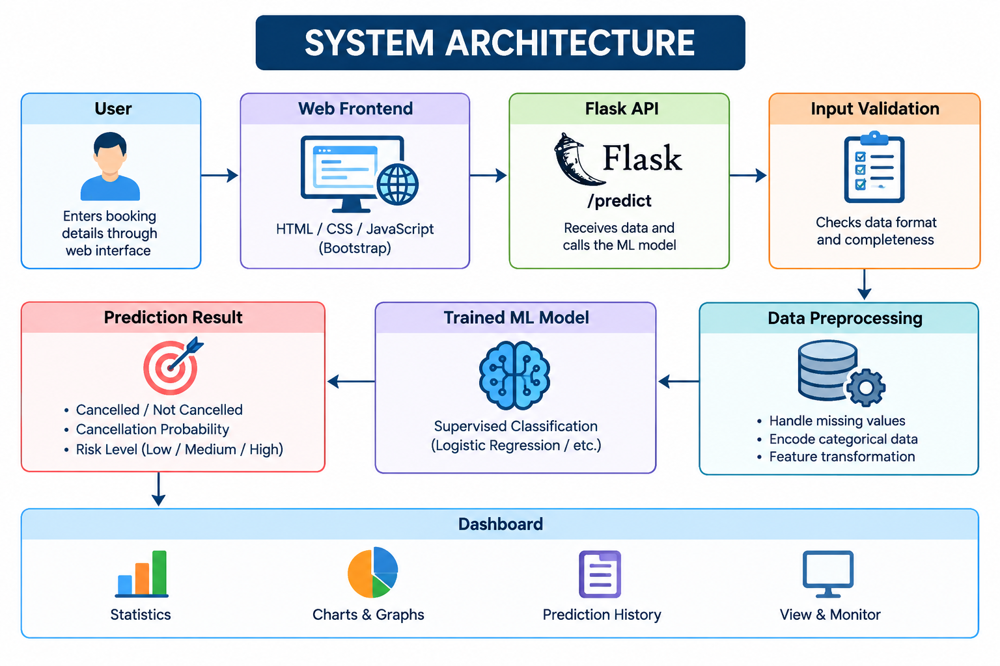 SYSTEM ARCHITECTURE
User
Enters booking
details through
web interface
Web Frontend
HTML / CSS / JavaScript
(Bootstrap)
Flask API
Flask
/predict
Receives data and
calls the ML model
Input Validation
Checks data format
and completeness
Data Preprocessing
• Handle missing values
• Encode categorical data
• Feature transformation
Trained ML Model
Supervised Classification
(Logistic Regression / etc.)
Prediction Result
• Cancelled / Not Cancelled
• Cancellation Probability
• Risk Level (Low / Medium / High)
Dashboard
Statistics
Charts & Graphs
Prediction History
View & Monitor